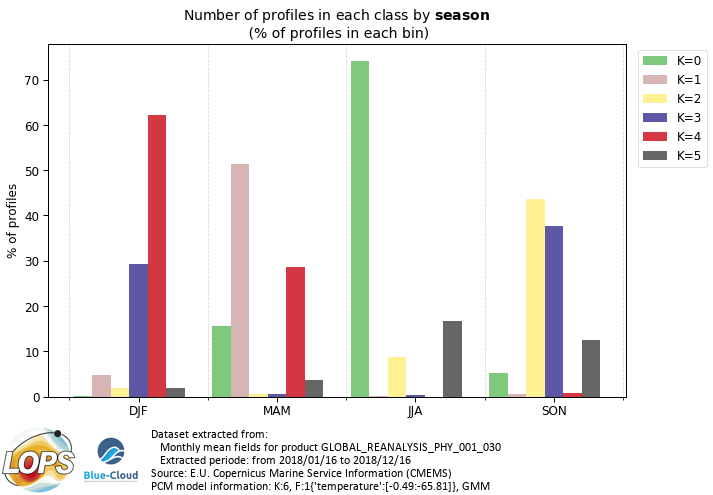 Number of profiles in each class by season
(% of profiles in each bin)
% of profiles
70
60
50
40
30
20
10
0
DJF
MAM
JJA
SON
K=0
K=1
K=2
K=3
K=4
K=5
LOPS
Blue-Cloud
Dataset extracted from:
Monthly mean fields for product GLOBAL_REANALYSIS_PHY_001_030
Extracted periode: from 2018/01/16 to 2018/12/16
Source: E.U. Copernicus Marine Service Information (CMEMS)
PCM model information: K:6, F:1{'temperature':[-0.49:-65.81]}, GMM